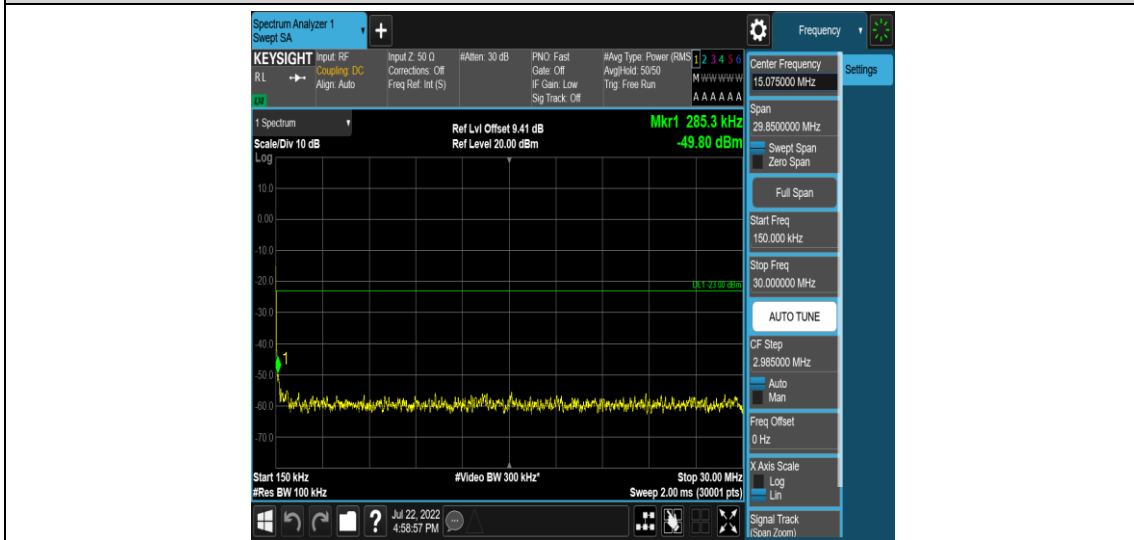 Spectrum Analyzer 1
Swept SA
+
Frequency
KEYSIGHT
RL
LXI
Input: RF
Coupling: DC
Align: Auto
Input Z: 50 Ω
Corrections: Off
Freq Ref: Int (S)
#Atten: 30 dB
PNO: Fast
Gate: Off
IF Gain: Low
Sig Track: Off
#Avg Type: Power (RMS
Avg|Hold: 50/50
Trig: Free Run
1 2 3 4 5 6
M W W W W W
A A A A A A
1 Spectrum
Scale/Div 10 dB
Log
Ref Lvl Offset 9.41 dB
Ref Level 20.00 dBm
Mkr1 285.3 kHz
-49.80 dBm
10.0
0.00
-10.0
-20.0
-30.0
-40.0
-50.0
-60.0
-70.0
DL1 -23.00 dBm
1
Start 150 kHz
#Res BW 100 kHz
#Video BW 300 kHz*
Stop 30.00 MHz
Sweep 2.00 ms (30001 pts)
Center Frequency
15.075000 MHz
Settings
Span
29.8500000 MHz
Swept Span
Zero Span
Full Span
Start Freq
150.000 kHz
Stop Freq
30.000000 MHz
AUTO TUNE
CF Step
2.985000 MHz
Auto
Man
Freq Offset
0 Hz
X Axis Scale
Log
Lin
Signal Track
(Span Zoom)
?
Jul 22, 2022
4:58:57 PM